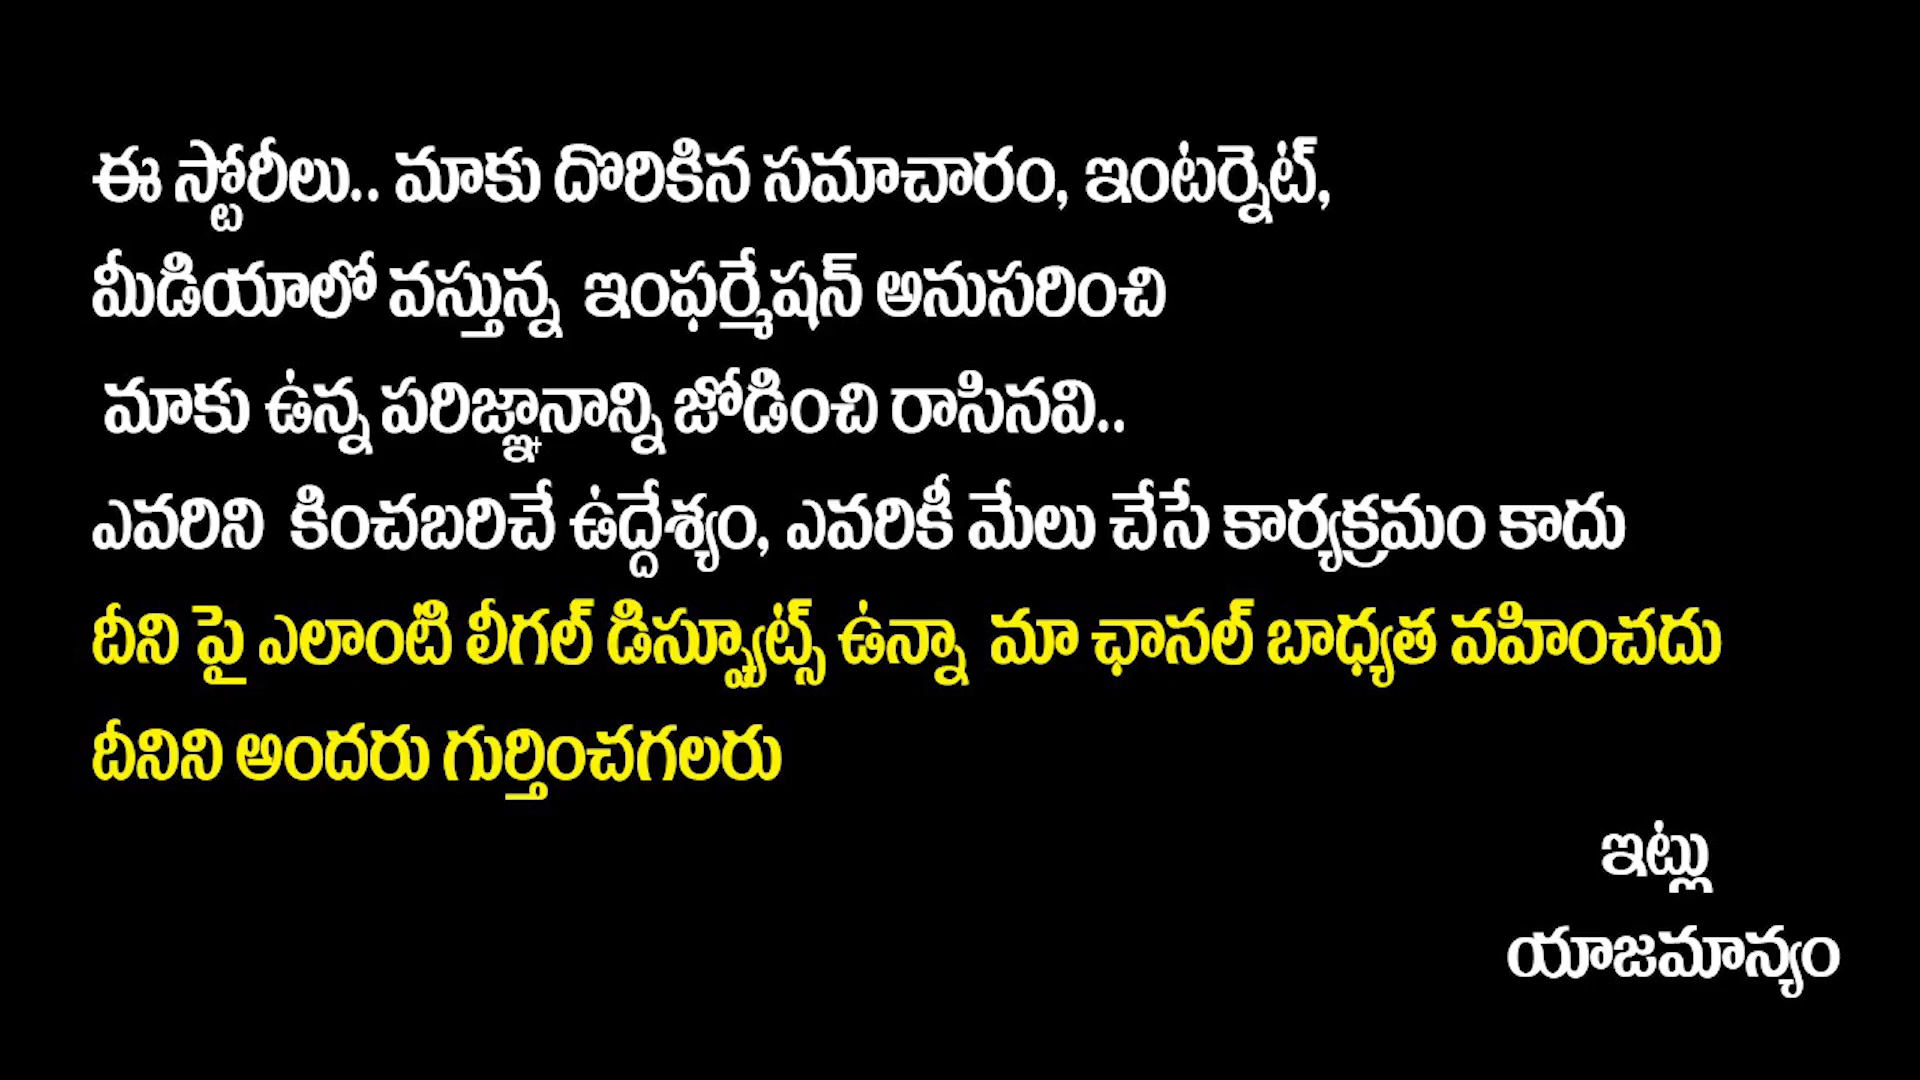 ఈ స్టోరీలు.. మాకు దొరికిన సమాచారం, ఇంటర్నెట్,
మీడియాలో వస్తున్న ఇంఫర్మేషన్ అనుసరించి
మాకు ఉన్న పరిజ్ఞానాన్ని జోడించి రాసినవి..
ఎవరిని కించబరిచే ఉద్దేశ్యం, ఎవరికీ మేలు చేసే కార్యక్రమం కాదు
దీని పై ఎలాంటి లీగల్ డిస్ప్యూట్స్ ఉన్నా మా ఛానల్ బాధ్యత వహించదు
దీనిని అందరు గుర్తించగలరు
ఇట్లు
యాజమాన్యం